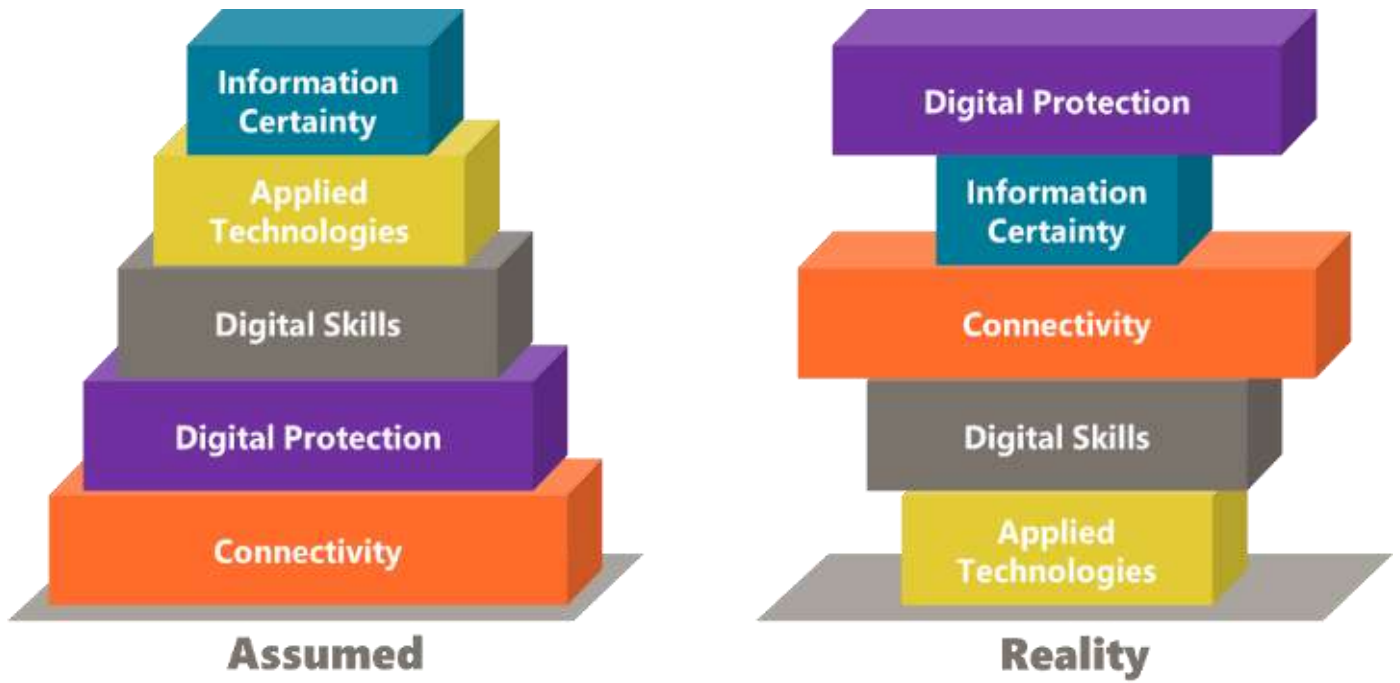 Information
Certainty
Applied
Technologies
Digital Skills
Digital Protection
Connectivity
Assumed
Digital Protection
Information
Certainty
Connectivity
Digital Skills
Applied
Technologies
Reality